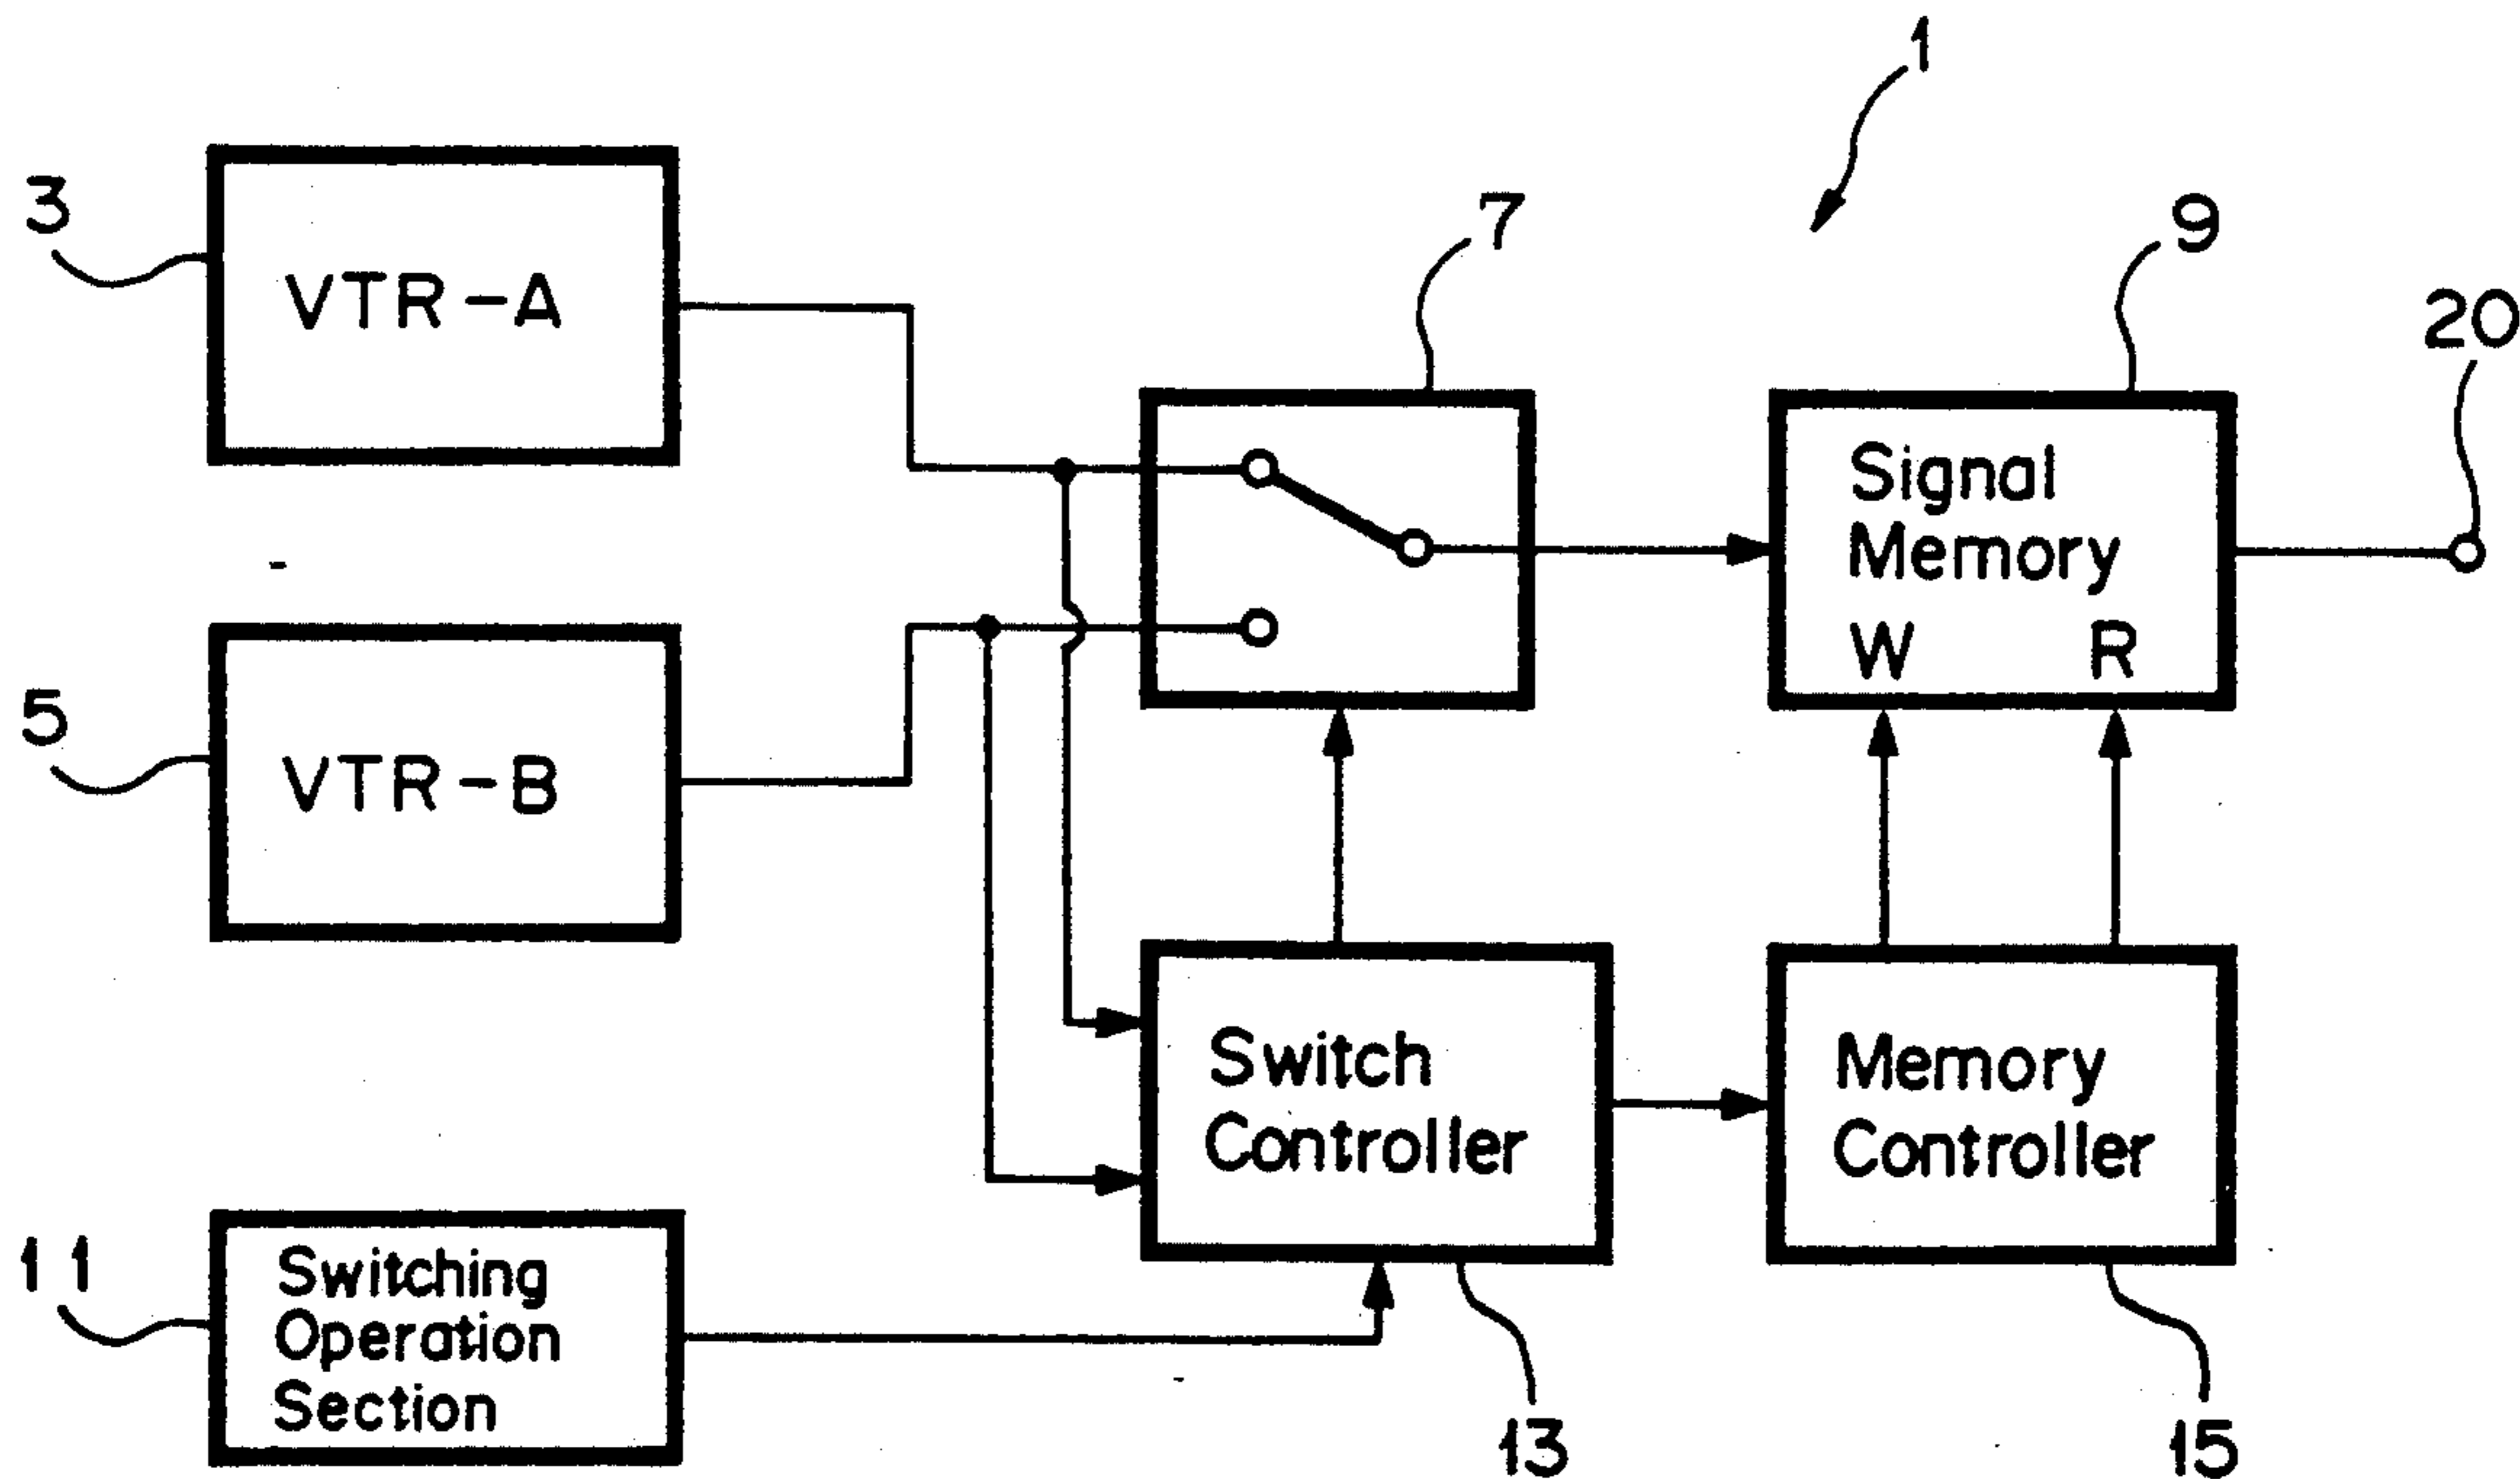 1
3
VTR-A
7
9
20
Signal
Memory
W R
5
VTR-B
Switch
Controller
Memory
Controller
11
Switching
Operation
Section
13
15